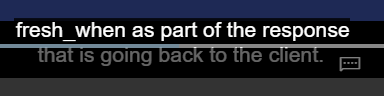 fresh_when as part of the response
that is going back to the client.